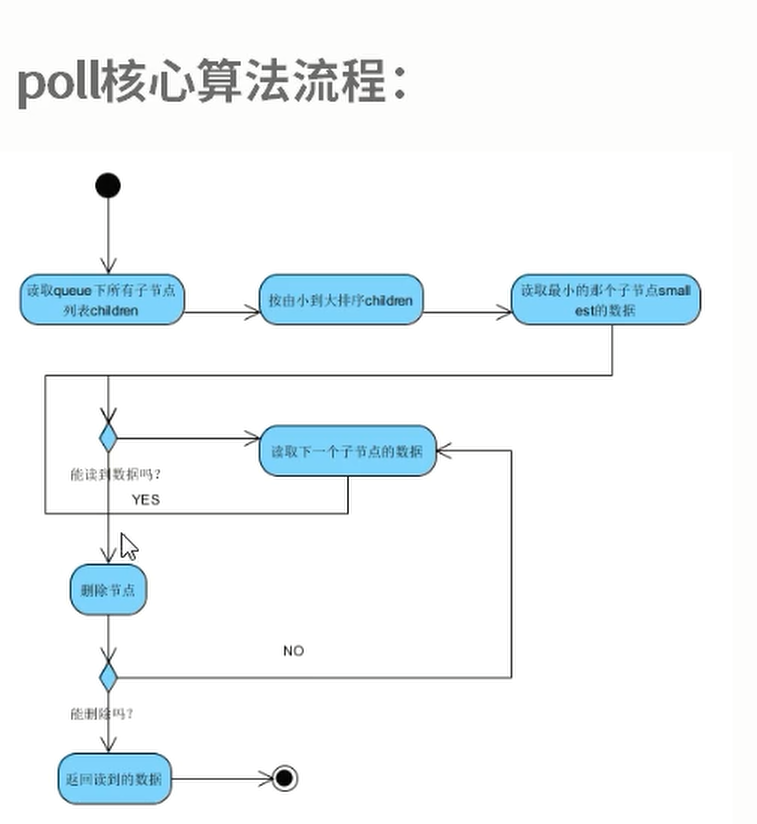 poll核心算法流程：
读取queue下所有子节点
列表children
按由小到大排序children
读取最小的那个子节点small
est的数据
读取下一个子节点的数据
能读到数据吗？
YES
删除节点
NO
能删除吗？
返回读到的数据